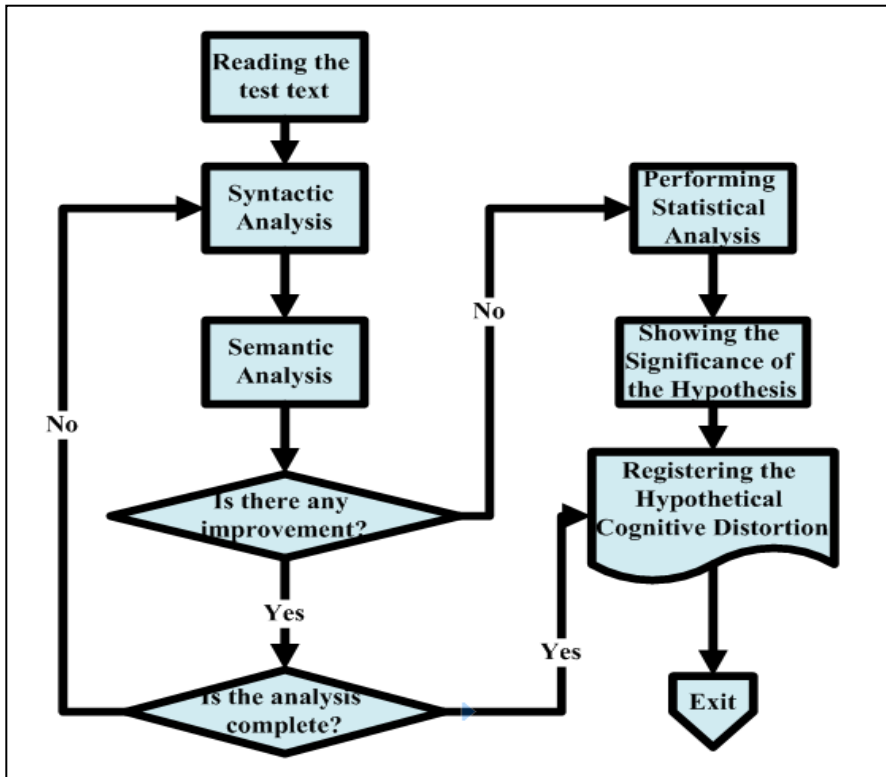 Reading the
test text
Syntactic
Analysis
Semantic
Analysis
Is there any
improvement?
Yes
Is the analysis
complete?
No
No
Yes
Performing
Statistical
Analysis
Showing the
Significance of
the Hypothesis
Registering the
Hypothetical
Cognitive Distortion
Exit